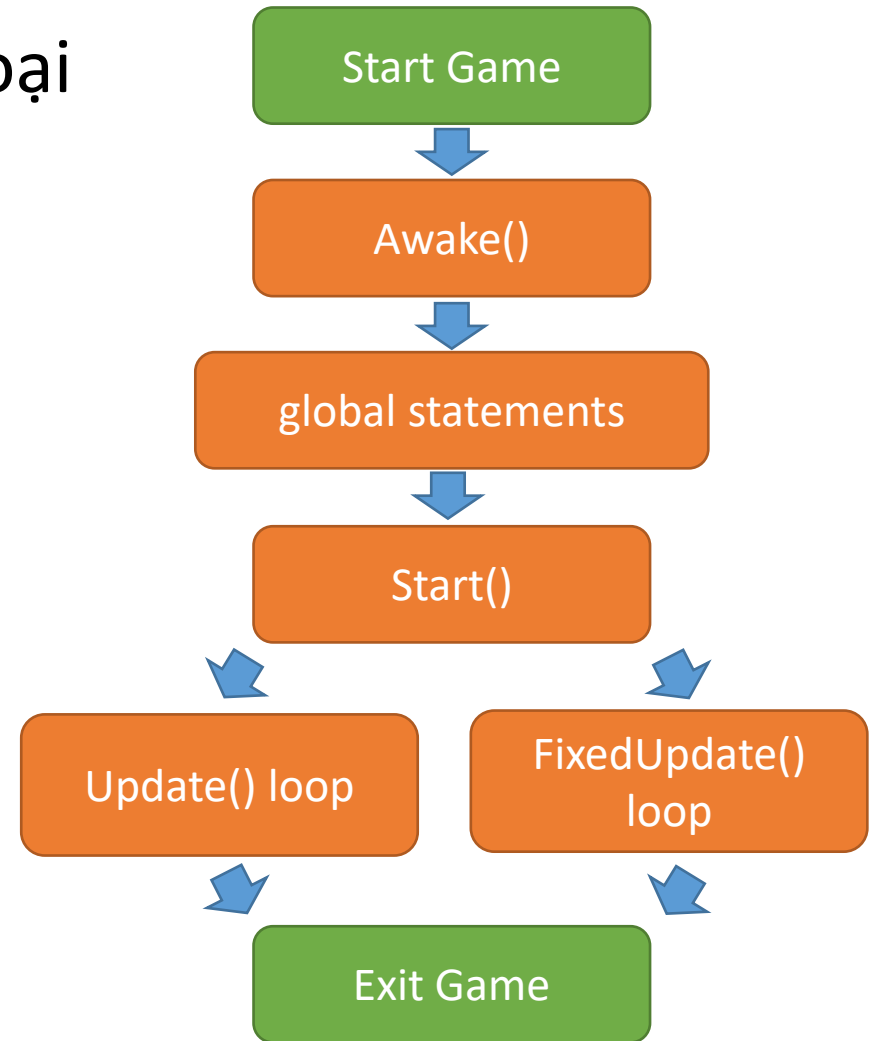 Start Game
Awake()
global statements
Start()
Update() loop
FixedUpdate()
loop
Exit Game